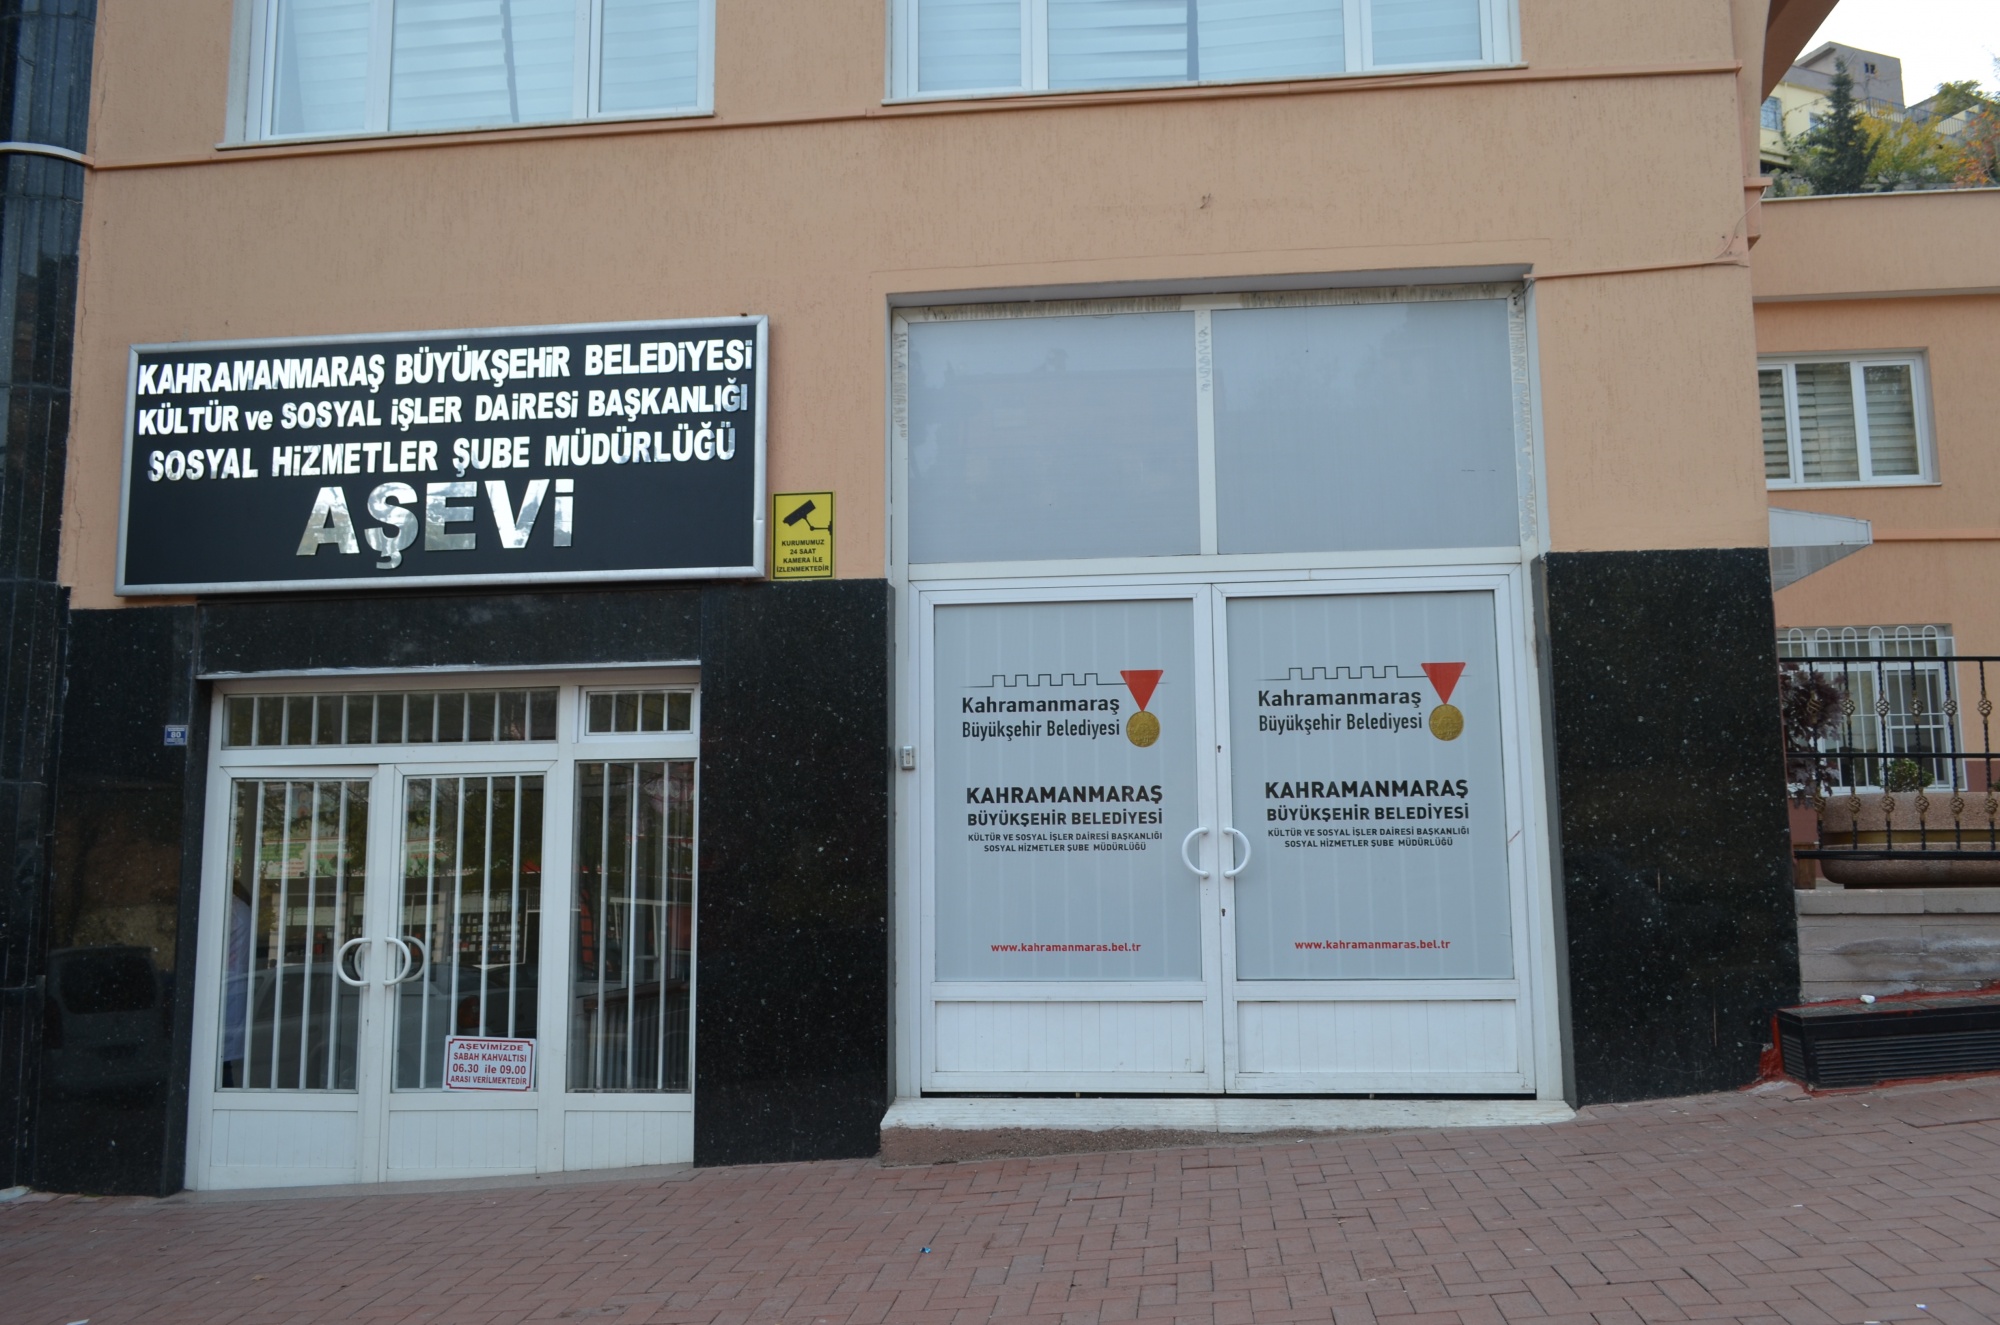 KAHRAMANMARAŞ BÜYÜKŞEHİR BELEDİYESİ
KÜLTÜR ve SOSYAL İŞLER DAİRESİ BAŞKANLIĞI
SOSYAL HİZMETLER ŞUBE MÜDÜRLÜĞÜ
AŞEVİ
KURUMUMUZ
24 SAAT
KAMERA İLE
İZLENMEKTEDİR
80
AŞEVİMİZDE
SABAH KAHVALTISI
06.30 ile 09.00
ARASI VERİLMEKTEDİR
Kahramanmaraş
Büyükşehir Belediyesi
KAHRAMANMARAŞ
BÜYÜKŞEHİR BELEDİYESİ
KÜLTÜR VE SOSYAL İŞLER DAİRESİ BAŞKANLIĞI
SOSYAL HİZMETLER ŞUBE MÜDÜRLÜĞÜ
www.kahramanmaras.bel.tr
Kahramanmaraş
Büyükşehir Belediyesi
KAHRAMANMARAŞ
BÜYÜKŞEHİR BELEDİYESİ
KÜLTÜR VE SOSYAL İŞLER DAİRESİ BAŞKANLIĞI
SOSYAL HİZMETLER ŞUBE MÜDÜRLÜĞÜ
www.kahramanmaras.bel.tr